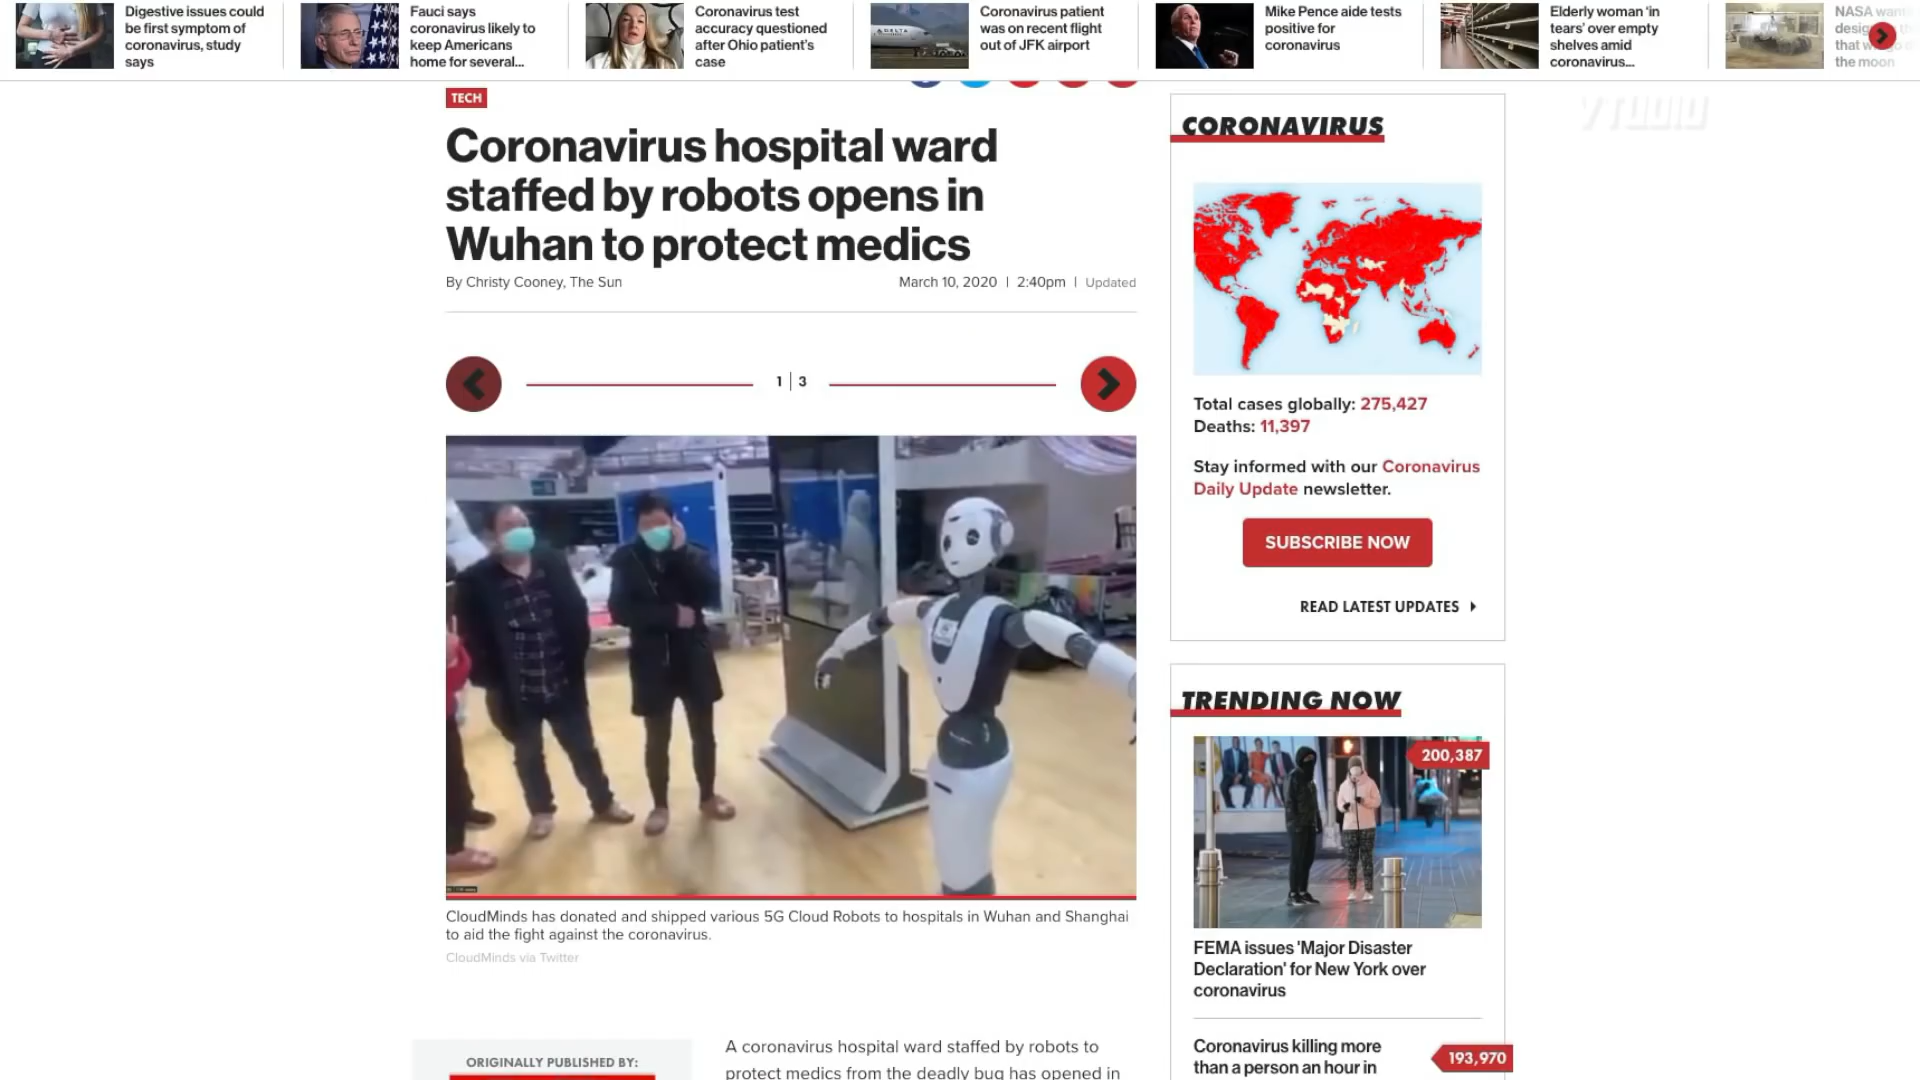 Digestive issues could
be first symptom of
coronavirus, study
says
Fauci says
coronavirus likely to
keep Americans
home for several...
Coronavirus test
accuracy questioned
after Ohio patient's
case
Coronavirus patient
was on recent flight
out of JFK airport
Mike Pence aide tests
positive for
coronavirus
Elderly woman 'in
tears' over empty
shelves amid
coronavirus...
NASA
that
the moon
TECH
Coronavirus hospital ward
staffed by robots opens in
Wuhan to protect medics
By Christy Cooney, The Sun
March 10, 2020 | 2:40pm | Updated
1 | 3
CloudMinds has donated and shipped various 5G Cloud Robots to hospitals in Wuhan and Shanghai
to aid the fight against the coronavirus.
CloudMinds via Twitter
ORIGINALLY PUBLISHED BY:
A coronavirus hospital ward staffed by robots to
protect medics from the deadly bug has opened in
CORONAVIRUS
Total cases globally: 275,427
Deaths: 11,397
Stay informed with our Coronavirus
Daily Update newsletter.
SUBSCRIBE NOW
READ LATEST UPDATES
TRENDING NOW
200,387
FEMA issues 'Major Disaster
Declaration' for New York over
coronavirus
Coronavirus killing more
than a person an hour in
193,970